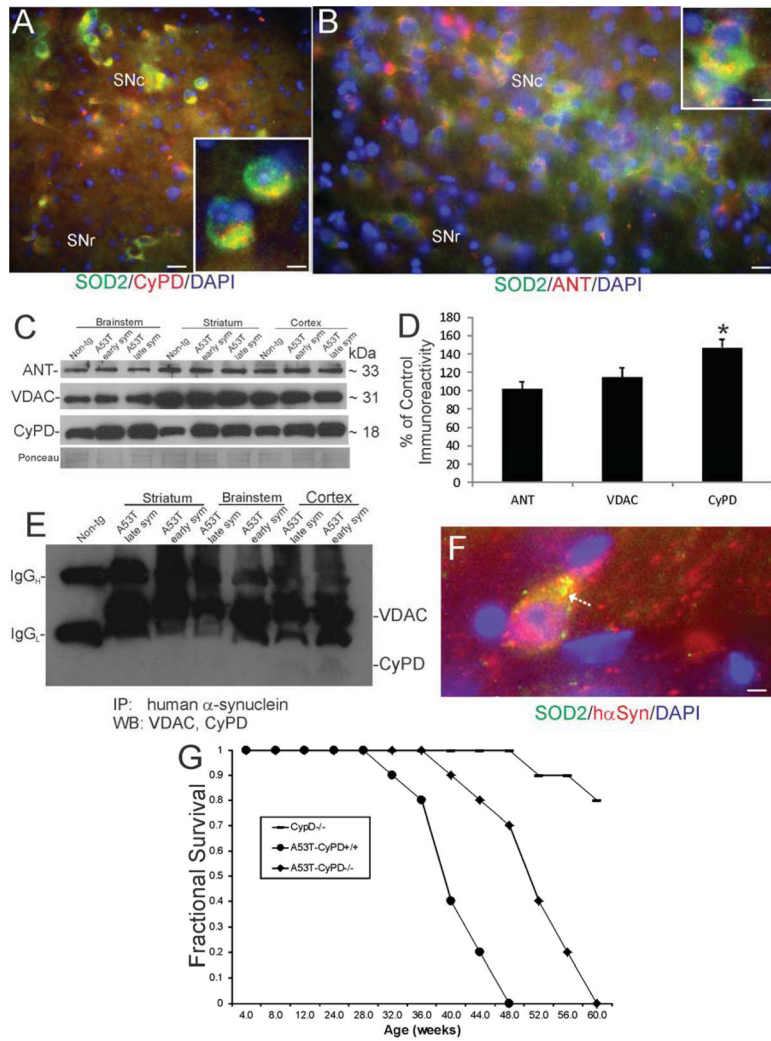 A
SNc
SNr
SOD2/CyPD/DAPI
B
SNc
SNr
SOD2/ANT/DAPI
C
Brainstem Striatum Cortex
Non-tg A53T early sym A53T late sym Non-tg A53T early sym A53T late sym Non-tg A53T early sym A53T late sym kDa
ANT- ~ 33
VDAC- ~ 31
CyPD- ~ 18
Ponceau
D
% of Control
Immunoreactivity
180
160
140
120
100
80
60
40
20
0
*
ANT VDAC CyPD
E
Striatum Brainstem Cortex
Non-tg A53T late sym A53T early sym A53T late sym A53T early sym A53T late sym A53T early sym
IgGH-
IgGL-
-VDAC
-CyPD
IP: human α-synuclein
WB: VDAC, CyPD
F
SOD2/hαSyn/DAPI
G
Fractional Survival
1
0.9
0.8
0.7
0.6
0.5
0.4
0.3
0.2
0.1
0
CypD-/-
A53T-CyPD+/+
A53T-CyPD-/-
4.0 8.0 12.0 24.0 28.0 32.0 36.0 40.0 44.0 48.0 52.0 56.0 60.0
Age (weeks)